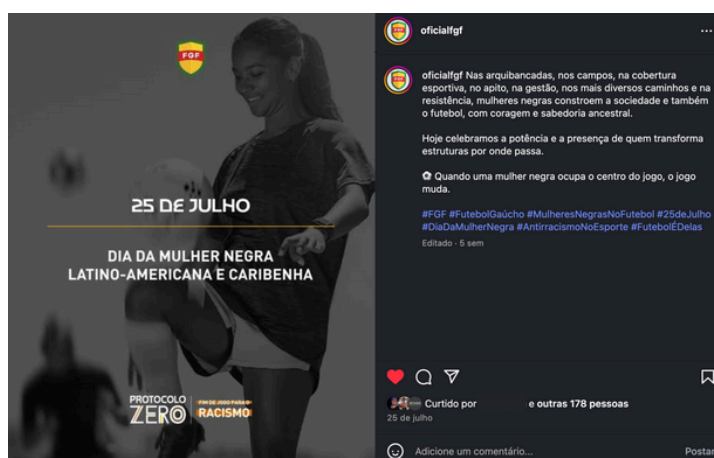 FGF
25 DE JULHO
DIA DA MULHER NEGRA
LATINO-AMERICANA E CARIBENHA
PROTOCOLO
ZERO
FIM DE JOGO PARA O
RACISMO
oficialfgf
oficialfgf Nas arquibancadas, nos campos, na cobertura
esportiva, no apito, na gestão, nos mais diversos caminhos e na
resistência, mulheres negras constroem a sociedade e também
o futebol, com coragem e sabedoria ancestral.
Hoje celebramos a potência e a presença de quem transforma
estruturas por onde passa.
⚽ Quando uma mulher negra ocupa o centro do jogo, o jogo
muda.
#FGF #FutebolGaúcho #MulheresNegrasNoFutebol #25deJulho
#DiaDaMulherNegra #AntirracismoNoEsporte #FutebolÉDelas
Editado · 5 sem
Curtido por e outras 178 pessoas
25 de julho
Adicione um comentário...
Postar